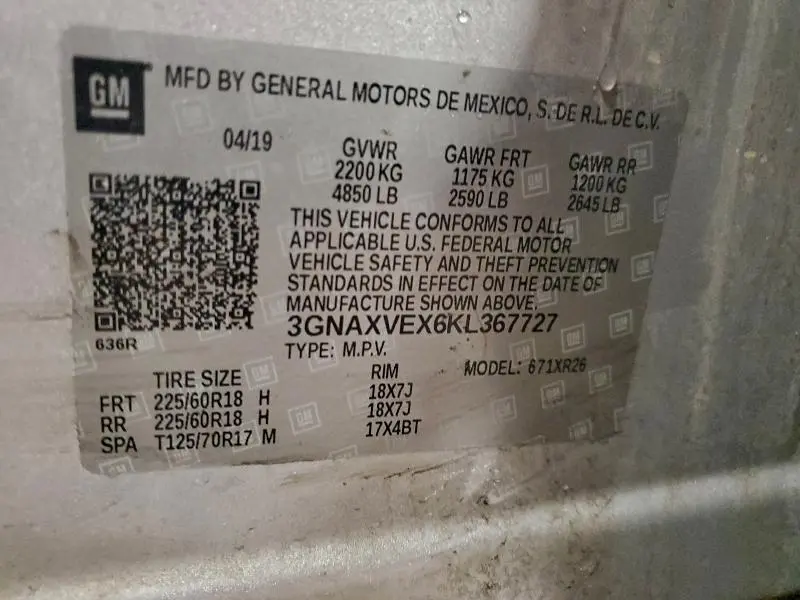 GM
MFD BY GENERAL MOTORS DE MEXICO, S. DE R.L. DE C.V.
04/19 GVWR GAWR FRT GAWR RR
2200 KG 1175 KG 1200 KG
4850 LB 2590 LB 2645 LB
THIS VEHICLE CONFORMS TO ALL
APPLICABLE U.S. FEDERAL MOTOR
VEHICLE SAFETY AND THEFT PREVENTION
STANDARDS IN EFFECT ON THE DATE OF
MANUFACTURE SHOWN ABOVE.
3GNAXVEX6KL367727
636R
TYPE: M.P.V. MODEL: 671XR26
TIRE SIZE RIM
FRT 225/60R18 H 18X7J
RR 225/60R18 H 18X7J
SPA T125/70R17 M 17X4BT